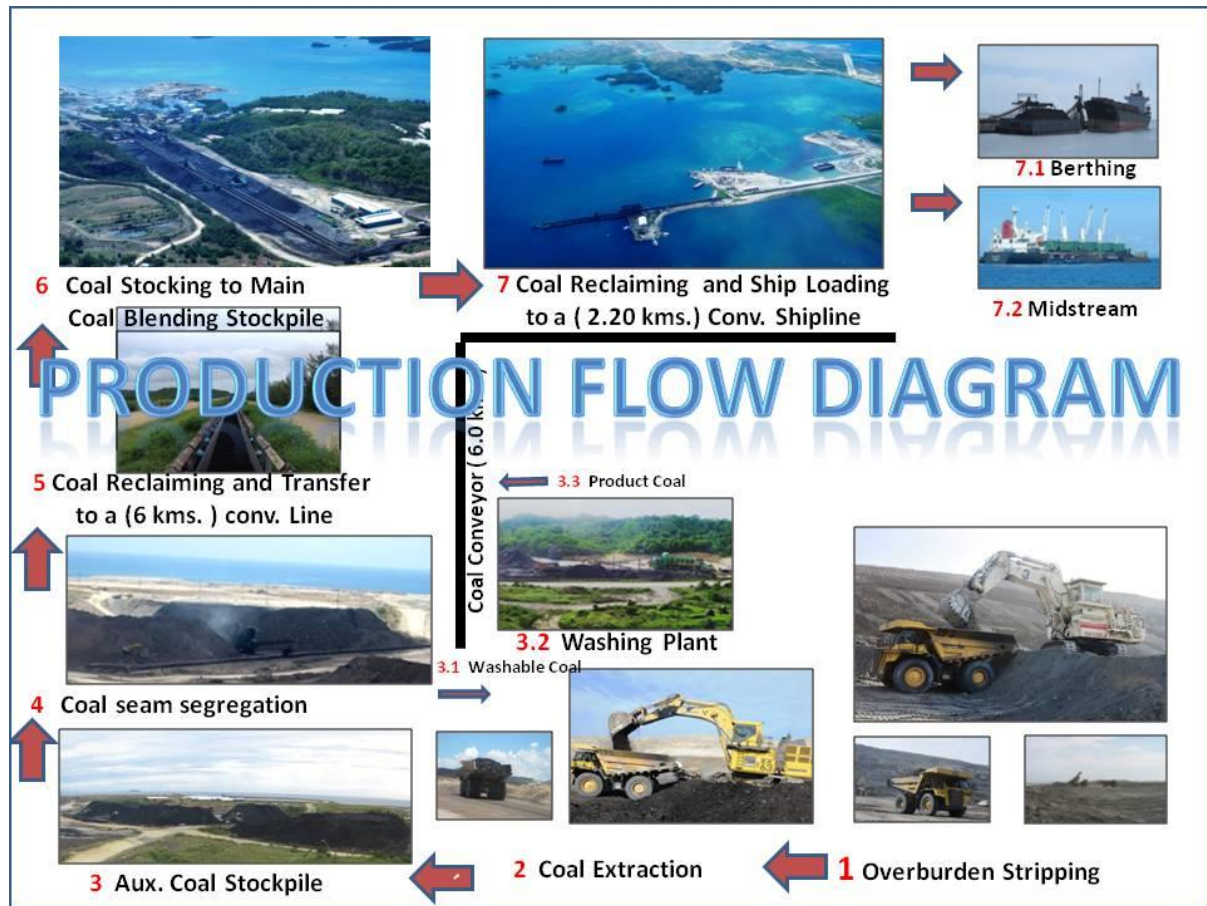 7.1 Berthing
6 Coal Stocking to Main
Coal Blending Stockpile
7 Coal Reclaiming and Ship Loading
to a ( 2.20 kms.) Conv. Shipline
7.2 Midstream
PRODUCTION FLOW DIAGRAM
5 Coal Reclaiming and Transfer
to a (6 kms. ) conv. Line
Coal Conveyor ( 6.0
3.3 Product Coal
3.2 Washing Plant
3.1 Washable Coal
4 Coal seam segregation
3 Aux. Coal Stockpile
2 Coal Extraction
1 Overburden Stripping